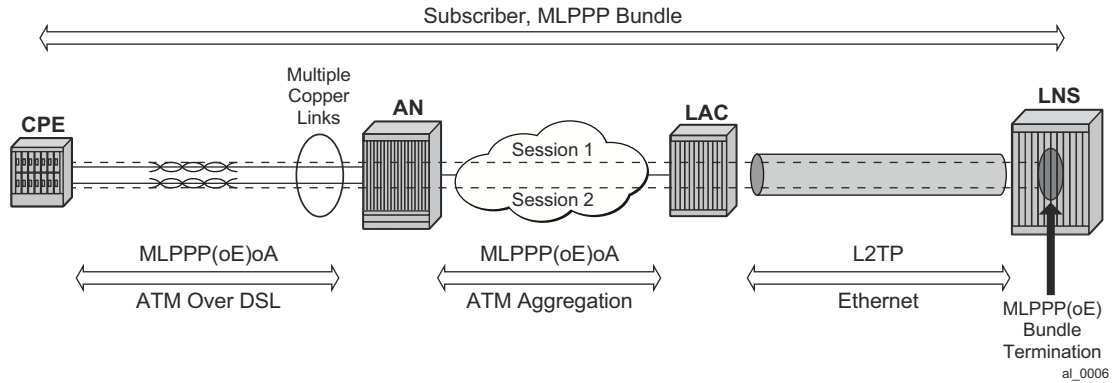 Subscriber, MLPPP Bundle
Multiple
Copper
Links
CPE
AN
LAC
LNS
Session 1
Session 2
MLPPP(oE)oA
ATM Over DSL
MLPPP(oE)oA
ATM Aggregation
L2TP
Ethernet
MLPPP(oE)
Bundle
Termination
al_0006